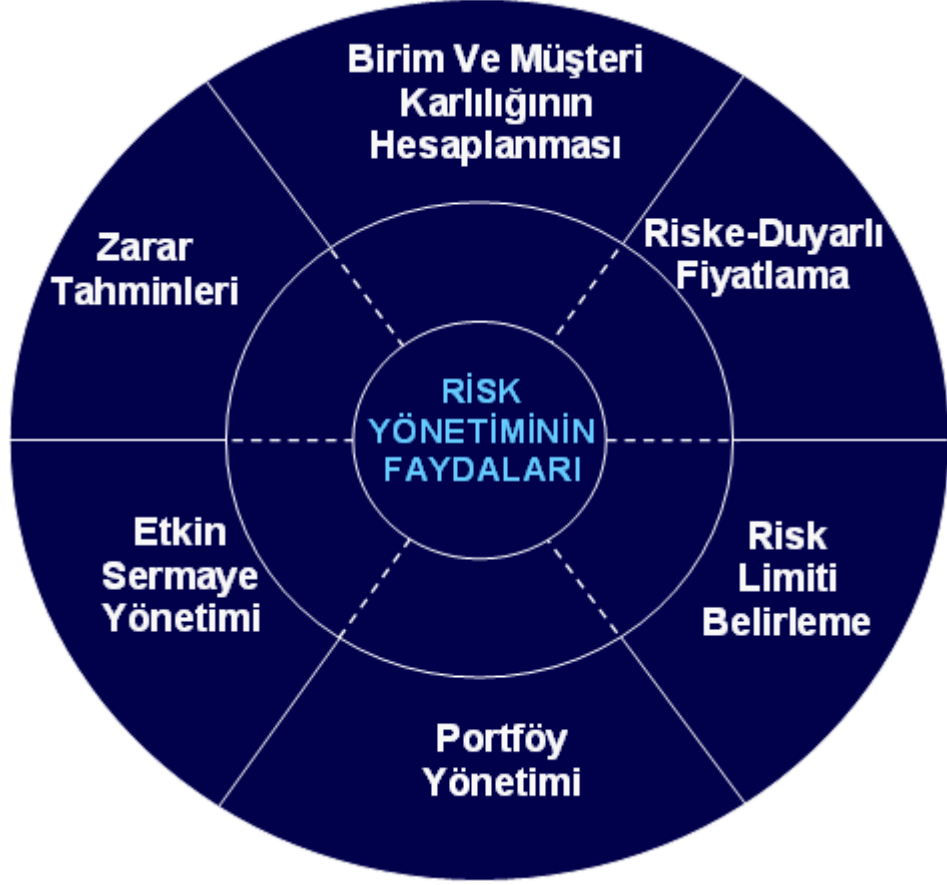 Birim Ve Müşteri
Karlılığının
Hesaplanması
Riske-Duyarlı
Fiyatlama
Risk
Limiti
Belirleme
Portföy
Yönetimi
Etkin
Sermaye
Yönetimi
Zarar
Tahminleri
RİSK
YÖNETİMİNİN
FAYDALARI